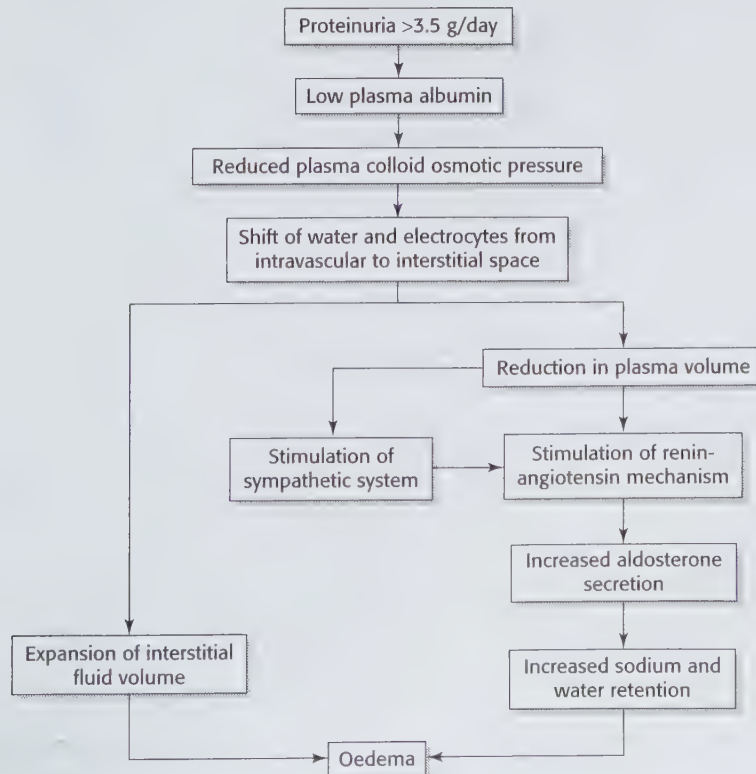 Proteinuria >3.5 g/day
Low plasma albumin
Reduced plasma colloid osmotic pressure
Shift of water and electrocytes from
intravascular to interstitial space
Reduction in plasma volume
Stimulation of
sympathetic system
Stimulation of renin-
angiotensin mechanism
Increased aldosterone
secretion
Expansion of interstitial
fluid volume
Increased sodium and
water retention
Oedema